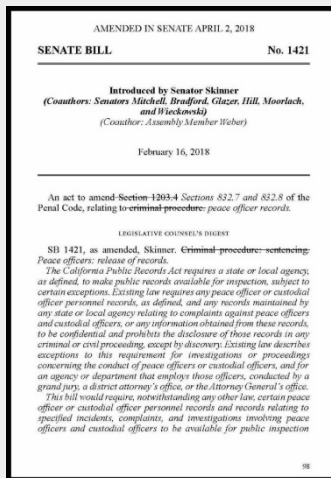 AMENDED IN SENATE APRIL 2, 2018
SENATE BILL No. 1421
Introduced by Senator Skinner
(Coauthors: Senators Mitchell, Bradford, Glazer, Hill, Moorlach,
and Wieckowski)
(Coauthor: Assembly Member Weber)
February 16, 2018
An act to amend Section 1203.4 Sections 832.7 and 832.8 of the
Penal Code, relating to criminal procedure. peace officer records.
LEGISLATIVE COUNSEL'S DIGEST
SB 1421, as amended, Skinner. Criminal procedure: sentencing.
Peace officers: release of records.
The California Public Records Act requires a state or local agency,
as defined, to make public records available for inspection, subject to
certain exceptions. Existing law requires any peace officer or custodial
officer personnel records, as defined, and any records maintained by
any state or local agency relating to complaints against peace officers
and custodial officers, or any information obtained from these records,
to be confidential and prohibits the disclosure of those records in any
criminal or civil proceeding, except by discovery. Existing law describes
exceptions to this requirement for investigations or proceedings
concerning the conduct of peace officers or custodial officers, and for
an agency or department that employs those officers, conducted by a
grand jury, a district attorney's office, or the Attorney General's office.
This bill would require, notwithstanding any other law, certain peace
officer or custodial officer personnel records and records relating to
specified incidents, complaints, and investigations involving peace
officers and custodial officers to be available for public inspection
98